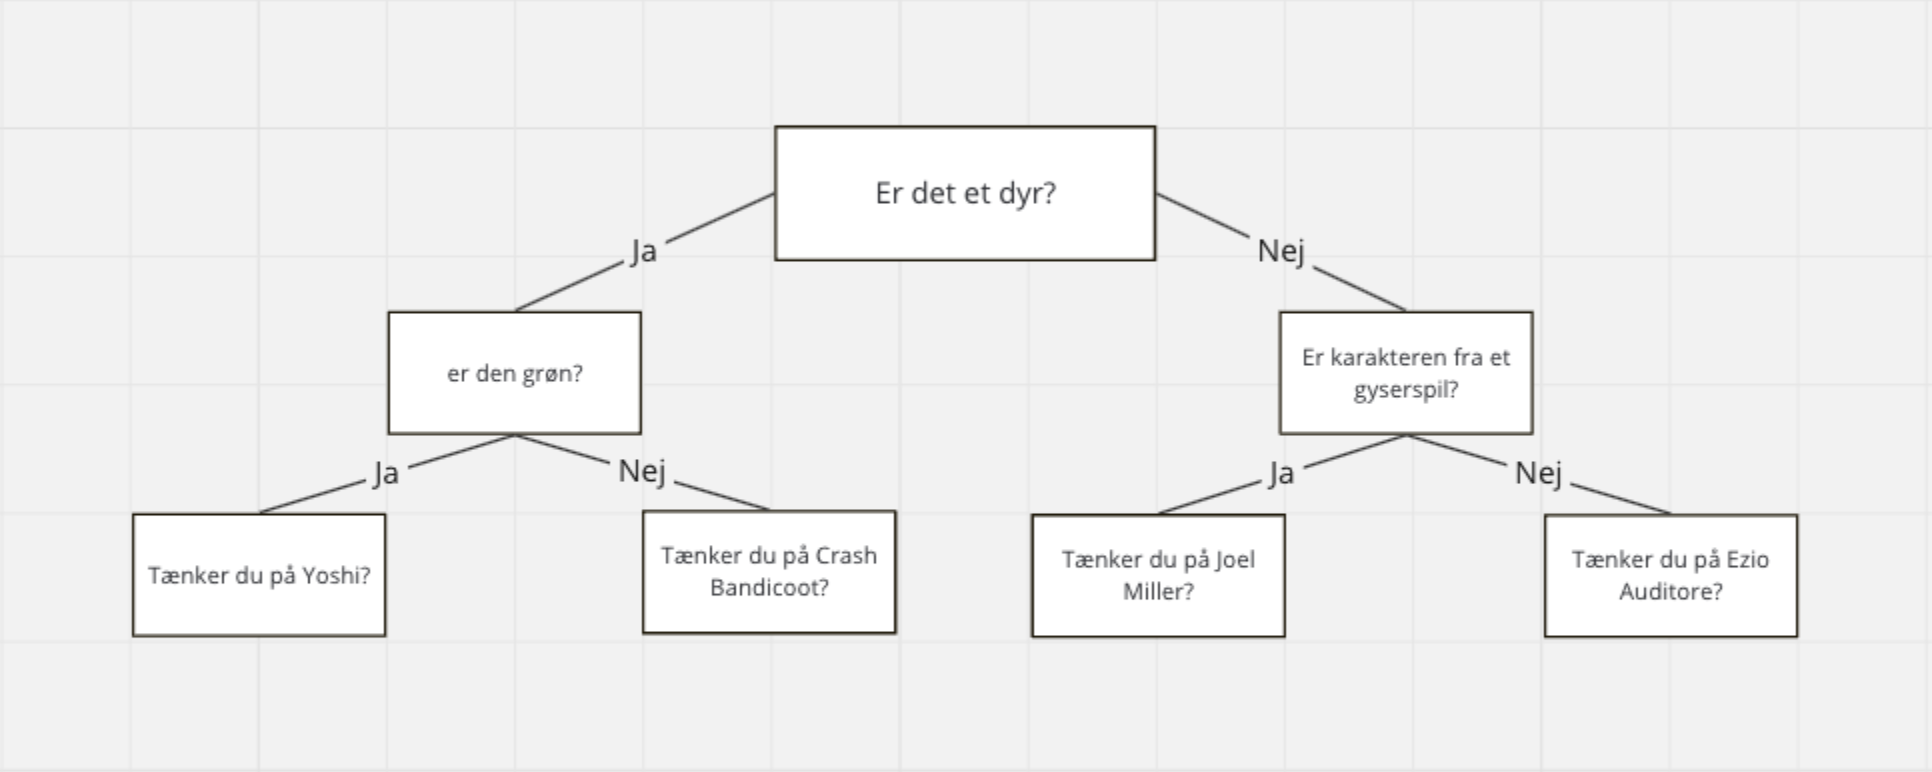 Er det et dyr?
Ja
Nej
er den grøn?
Er karakteren fra et
gyserspil?
Ja
Nej
Ja
Nej
Tænker du på Yoshi?
Tænker du på Crash
Bandicoot?
Tænker du på Joel
Miller?
Tænker du på Ezio
Auditore?